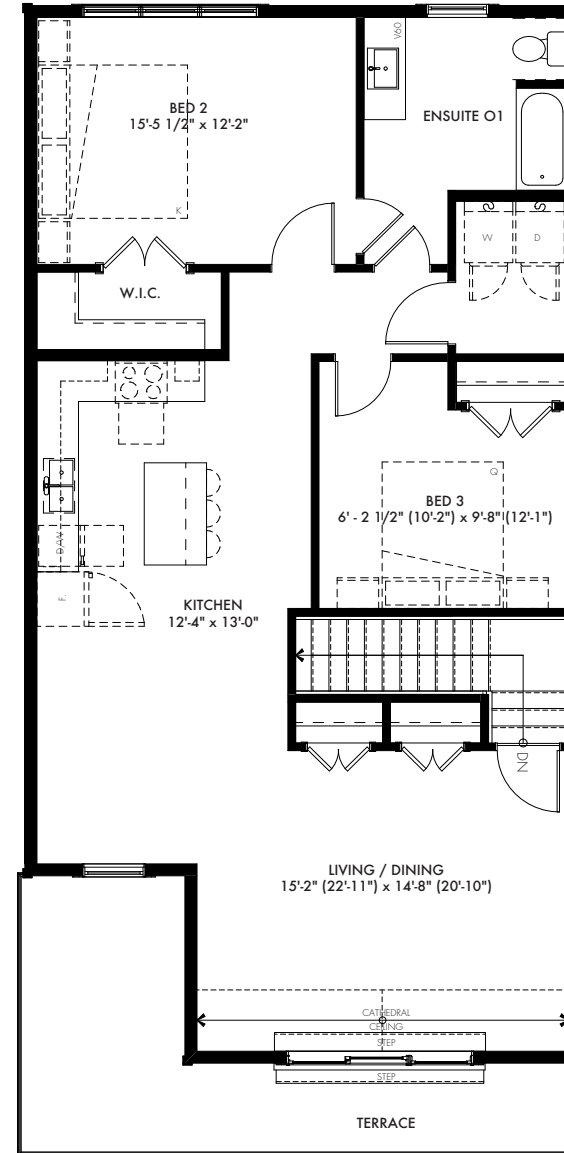 V60
BED 2
15'-5 1/2" x 12'-2"
ENSUITE O1
K
W
D
W.I.C.
Q
BED 3
6' - 2 1/2" (10'-2") x 9'-8" (12'-1")
D.W.
F.
KITCHEN
12'-4" x 13'-0"
DN
LIVING / DINING
15'-2" (22'-11") x 14'-8" (20'-10")
CATHEDRAL
CEILING
STEP
STEP
TERRACE